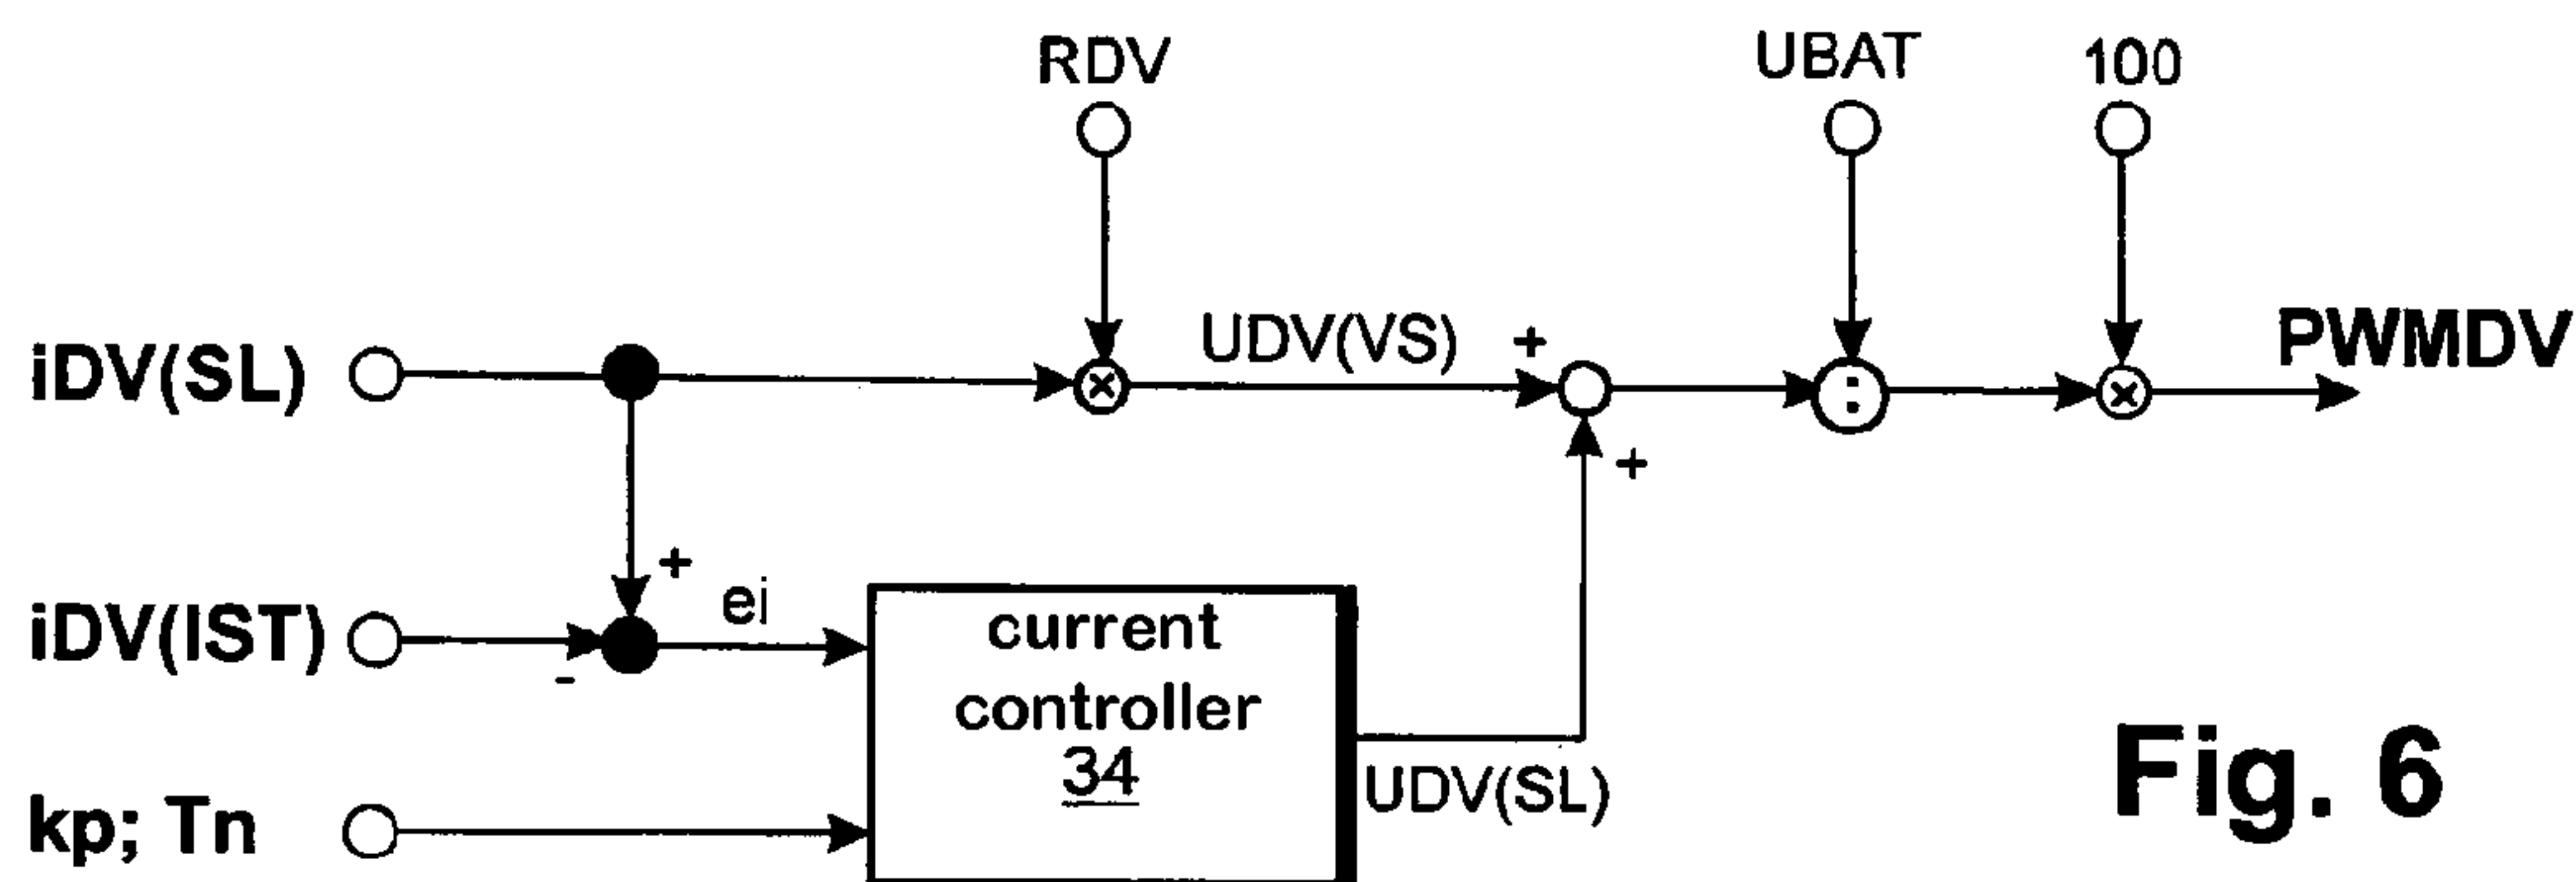 RDV
UBAT
100
iDV(SL)
×
UDV(VS)
+
:
×
PWMDV
+
+
iDV(IST)
-
ei
current
controller
34
UDV(SL)
kp; Tn
Fig. 6